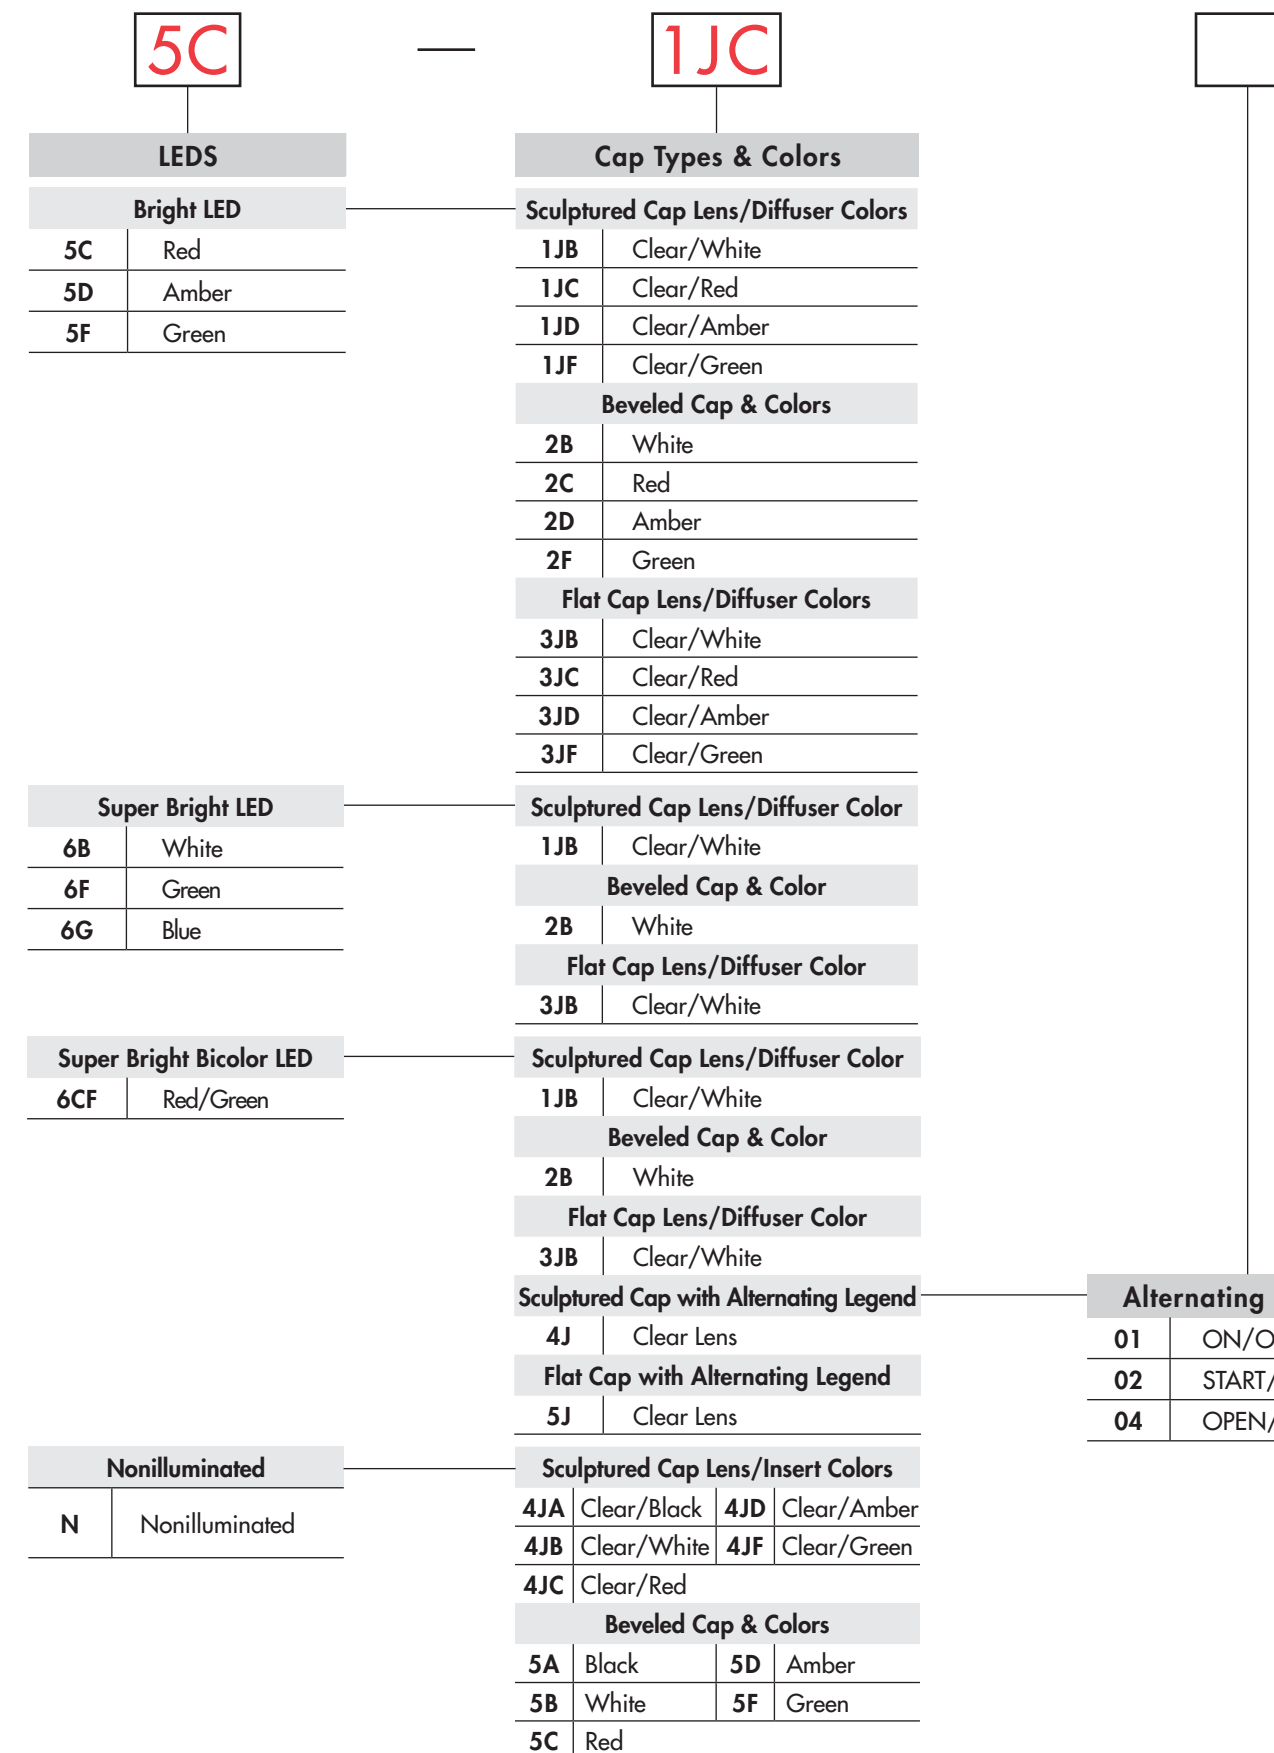 5C — 1JC
LEDS
Bright LED
5C Red
5D Amber
5F Green
Cap Types & Colors
Sculptured Cap Lens/Diffuser Colors
1JB Clear/White
1JC Clear/Red
1JD Clear/Amber
1JF Clear/Green
Beveled Cap & Colors
2B White
2C Red
2D Amber
2F Green
Flat Cap Lens/Diffuser Colors
3JB Clear/White
3JC Clear/Red
3JD Clear/Amber
3JF Clear/Green
Super Bright LED
6B White
6F Green
6G Blue
Sculptured Cap Lens/Diffuser Color
1JB Clear/White
Beveled Cap & Color
2B White
Flat Cap Lens/Diffuser Color
3JB Clear/White
Super Bright Bicolor LED
6CF Red/Green
Sculptured Cap Lens/Diffuser Color
1JB Clear/White
Beveled Cap & Color
2B White
Flat Cap Lens/Diffuser Color
3JB Clear/White
Sculptured Cap with Alternating Legend
4J Clear Lens
Flat Cap with Alternating Legend
5J Clear Lens
Alternating
01 ON/O
02 START/
04 OPEN/
Nonilluminated
N Nonilluminated
Sculptured Cap Lens/Insert Colors
4JA Clear/Black 4JD Clear/Amber
4JB Clear/White 4JF Clear/Green
4JC Clear/Red
Beveled Cap & Colors
5A Black 5D Amber
5B White 5F Green
5C Red